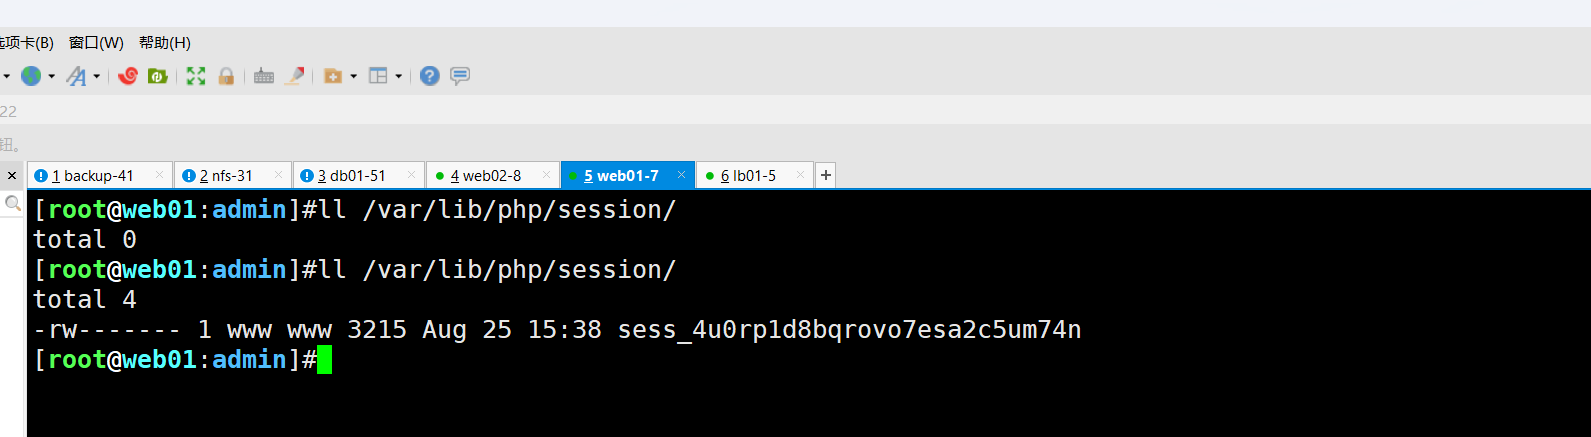 选项卡(B) 窗口(W) 帮助(H)
22
钮。
1 backup-41 2 nfs-31 3 db01-51 4 web02-8 5 web01-7 6 lb01-5
[root@web01:admin]#ll /var/lib/php/session/
total 0
[root@web01:admin]#ll /var/lib/php/session/
total 4
-rw------- 1 www www 3215 Aug 25 15:38 sess_4u0rp1d8bqrovo7esa2c5um74n
[root@web01:admin]#